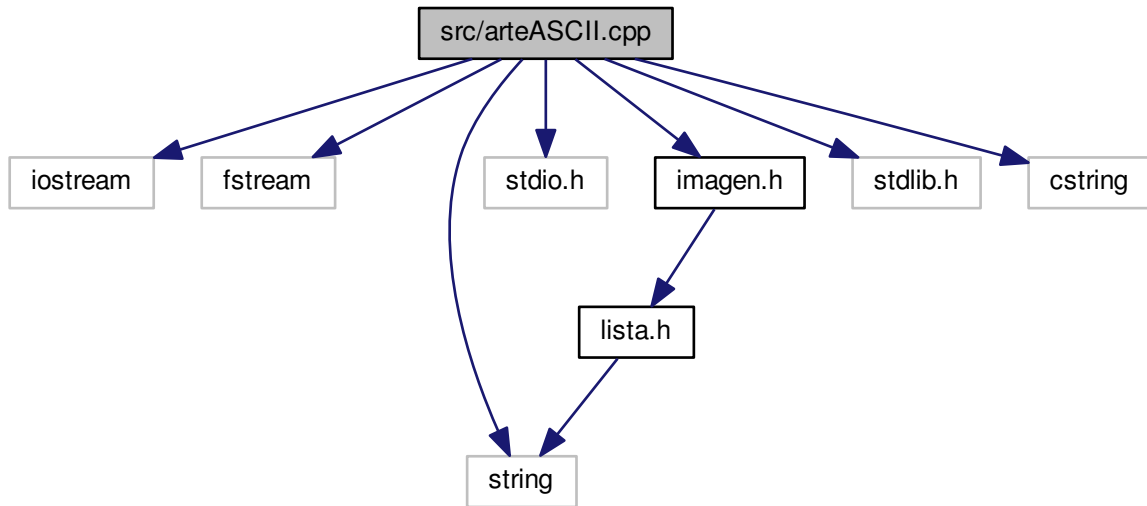 src/arteASCII.cpp
iostream
fstream
stdio.h
imagen.h
stdlib.h
cstring
lista.h
string